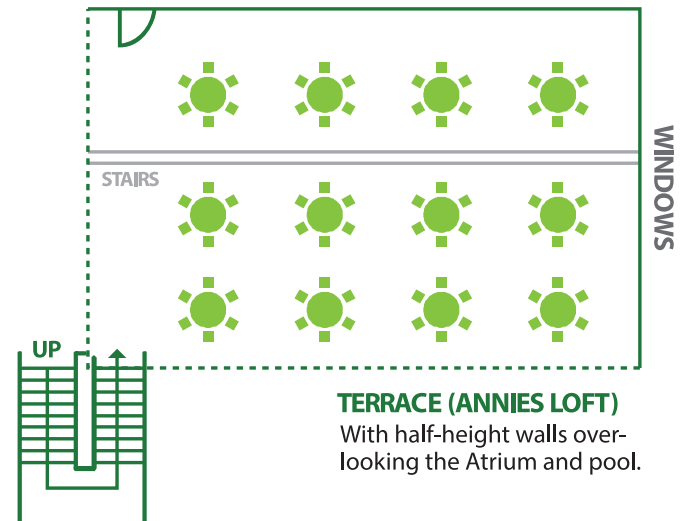 WINDOWS
STAIRS
UP
TERRACE (ANNIES LOFT)
With half-height walls over-
looking the Atrium and pool.